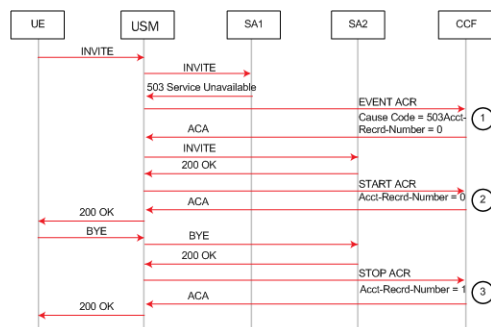 UE USM SA1 SA2 CCF
INVITE
INVITE
503 Service Unavailable
EVENT ACR
Cause Code = 503Acct-
Recrd-Number = 0
1
ACA
INVITE
200 OK
START ACR
Acct-Recrd-Number = 0
2
ACA
200 OK
BYE
BYE
200 OK
STOP ACR
Acct-Recrd-Number = 1
3
ACA
200 OK